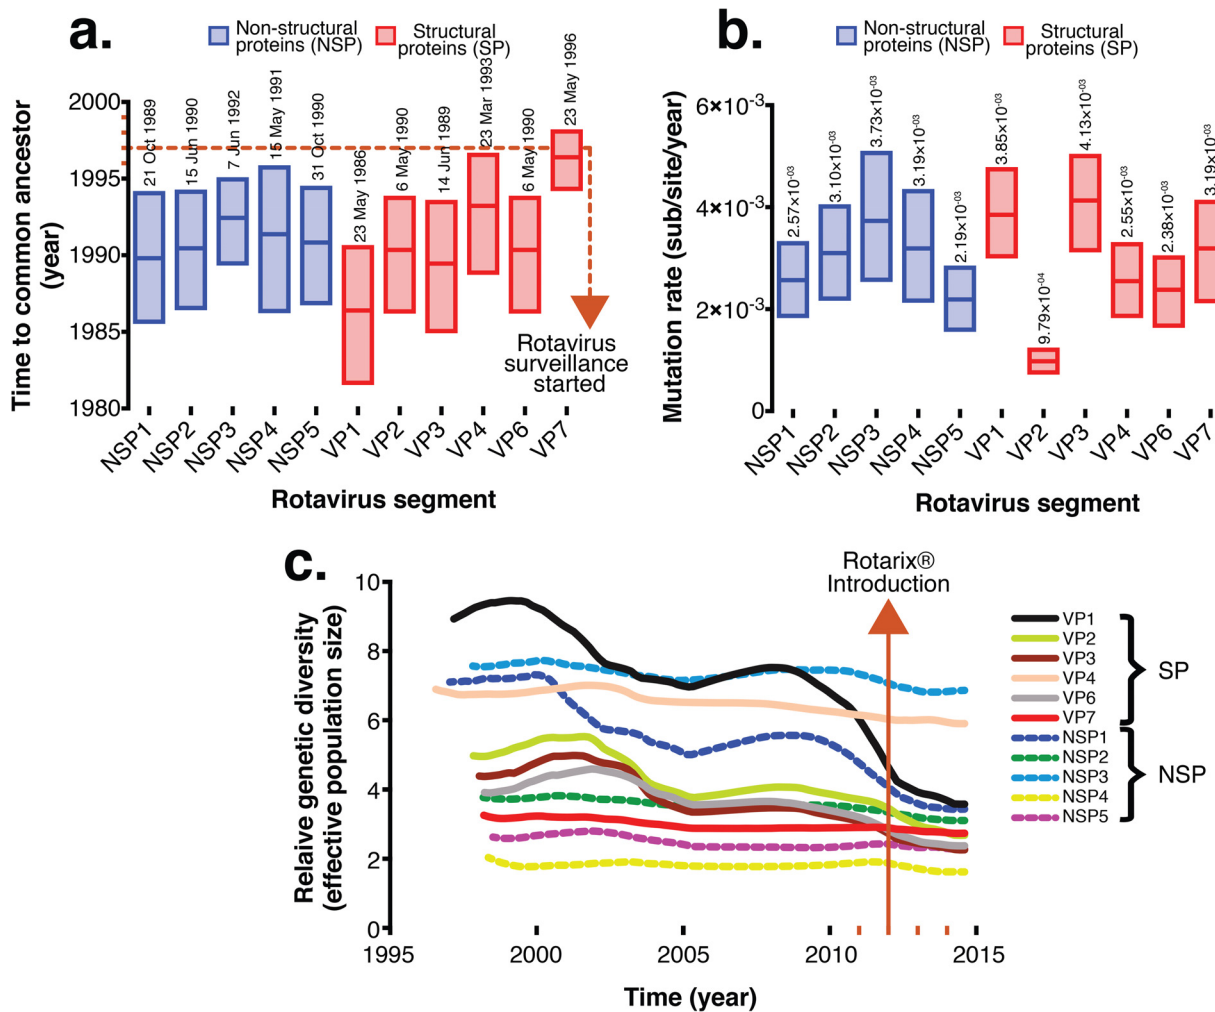 a.
Non-structural
proteins (NSP)
Structural
proteins (SP)
Time to common ancestor
(year)
2000
1995
1990
1985
1980
21 Oct 1989
15 Jun 1990
7 Jun 1992
15 May 1991
31 Oct 1990
23 May 1986
6 May 1990
14 Jun 1989
23 Mar 1993
6 May 1990
23 May 1996
Rotavirus
surveillance
started
NSP1
NSP2
NSP3
NSP4
NSP5
VP1
VP2
VP3
VP4
VP6
VP7
Rotavirus segment
b.
Non-structural
proteins (NSP)
Structural
proteins (SP)
Mutation rate (sub/site/year)
6×10-3
4×10-3
2×10-3
0
2.57×10-03
3.10×10-03
3.73×10-03
3.19×10-03
2.19×10-03
3.85×10-03
9.79×10-04
4.13×10-03
2.55×10-03
2.38×10-03
3.19×10-03
NSP1
NSP2
NSP3
NSP4
NSP5
VP1
VP2
VP3
VP4
VP6
VP7
Rotavirus segment
c.
Rotarix®
Introduction
Relaive genetic diversity
(effective population size)
10
8
6
4
2
0
1995
2000
2005
2010
2015
Time (year)
VP1
VP2
VP3
VP4
VP6
VP7
NSP1
NSP2
NSP3
NSP4
NSP5
SP
NSP